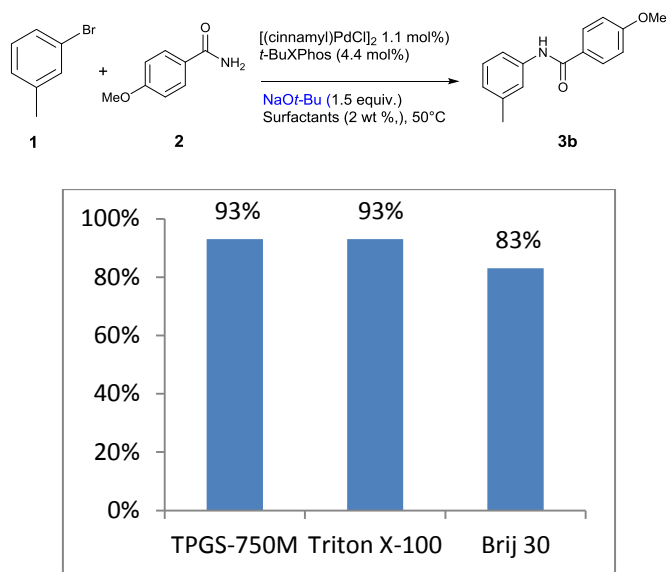 Br
+
O
NH2
MeO
[(cinnamyl)PdCl]2 1.1 mol%)
t-BuXPhos (4.4 mol%)
NaOt-Bu (1.5 equiv.)
Surfactants (2 wt %,), 50°C
H
N
O
OMe
1
2
3b
100%
80%
60%
40%
20%
0%
93%
93%
83%
TPGS-750M Triton X-100 Brij 30